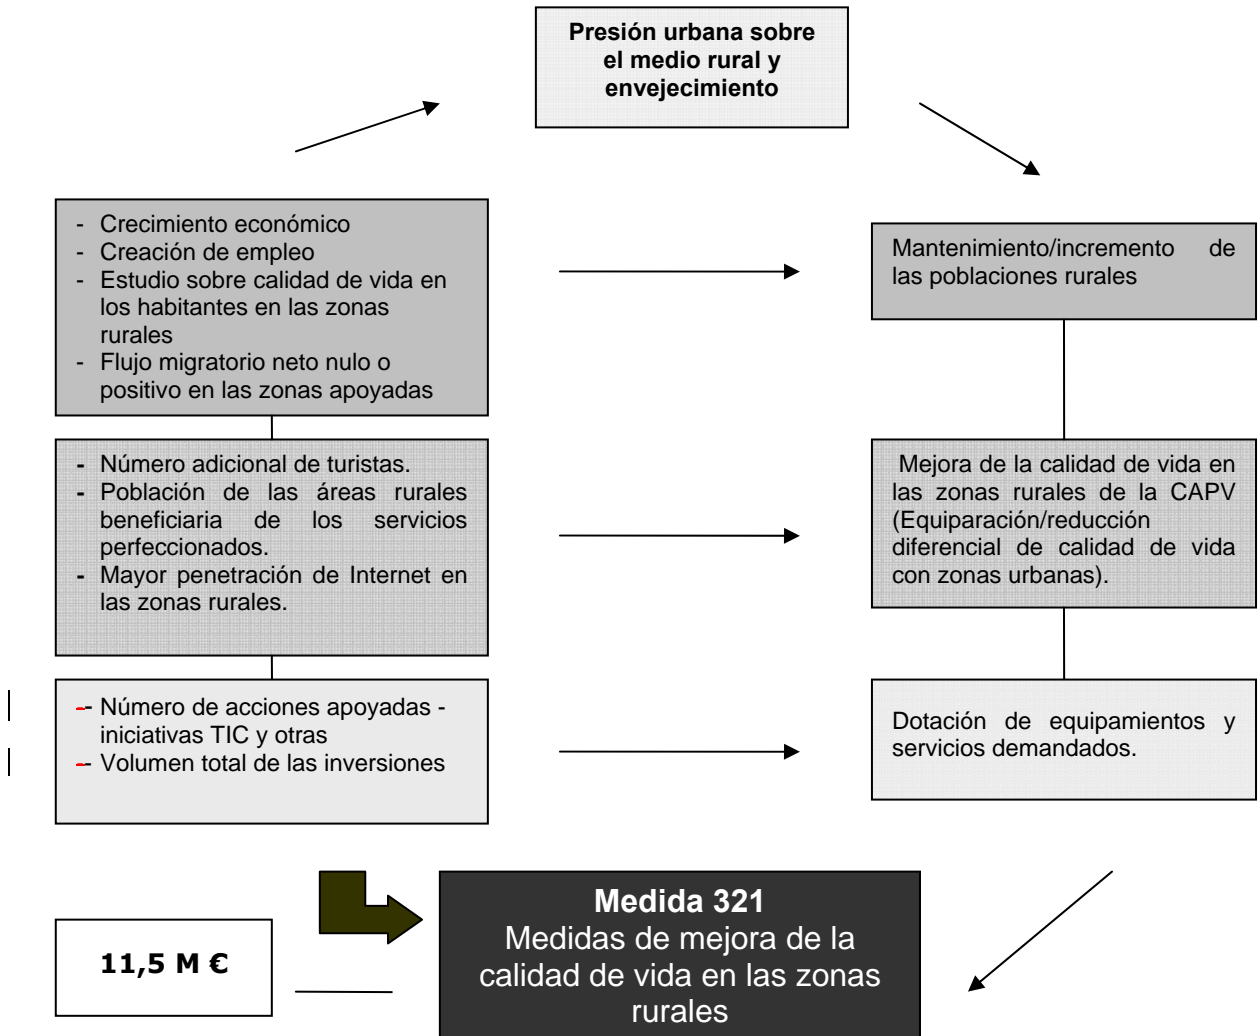 Presión urbana sobre
el medio rural y
envejecimiento
- Crecimiento económico
- Creación de empleo
- Estudio sobre calidad de vida en
los habitantes en las zonas
rurales
- Flujo migratorio neto nulo o
positivo en las zonas apoyadas
Mantenimiento/incremento de
las poblaciones rurales
- Número adicional de turistas.
- Población de las áreas rurales
beneficiaria de los servicios
perfeccionados.
- Mayor penetración de Internet en
las zonas rurales.
Mejora de la calidad de vida en
las zonas rurales de la CAPV
(Equiparación/reducción
diferencial de calidad de vida
con zonas urbanas).
-- Número de acciones apoyadas -
iniciativas TIC y otras
-- Volumen total de las inversiones
Dotación de equipamientos y
servicios demandados.
11,5 M €
Medida 321
Medidas de mejora de la
calidad de vida en las zonas
rurales